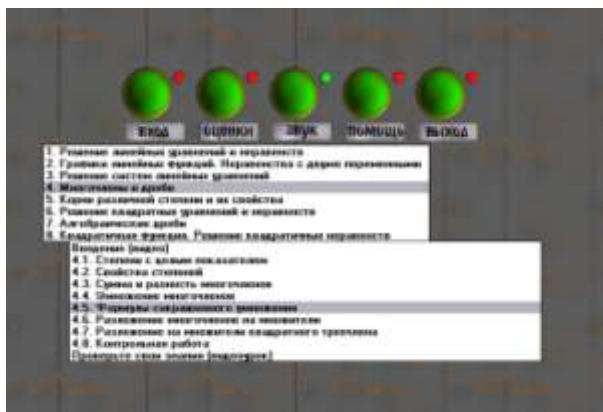 вход оценки звук помощь выход
1. Решение линейных уравнений и неравенств
2. Графики линейных функций. Неравенства с двумя переменными
3. Решение систем линейных уравнений
4. Многочлены и дроби
5. Корни различной степени и их свойства
6. Решение квадратных уравнений и неравенств
7. Алгебраические дроби
8. Квадратичная функция. Решение квадратичных неравенств
Введение (видео)
4.1. Степени с целым показателем
4.2. Свойства степеней
4.3. Сумма и разность многочленов
4.4. Умножение многочленов
4.5. Формулы сокращенного умножения
4.6. Разложение многочленов на множители
4.7. Разложение на множители квадратного трехчлена
4.8. Контрольная работа
Проверьте свои знания (видеоурок)